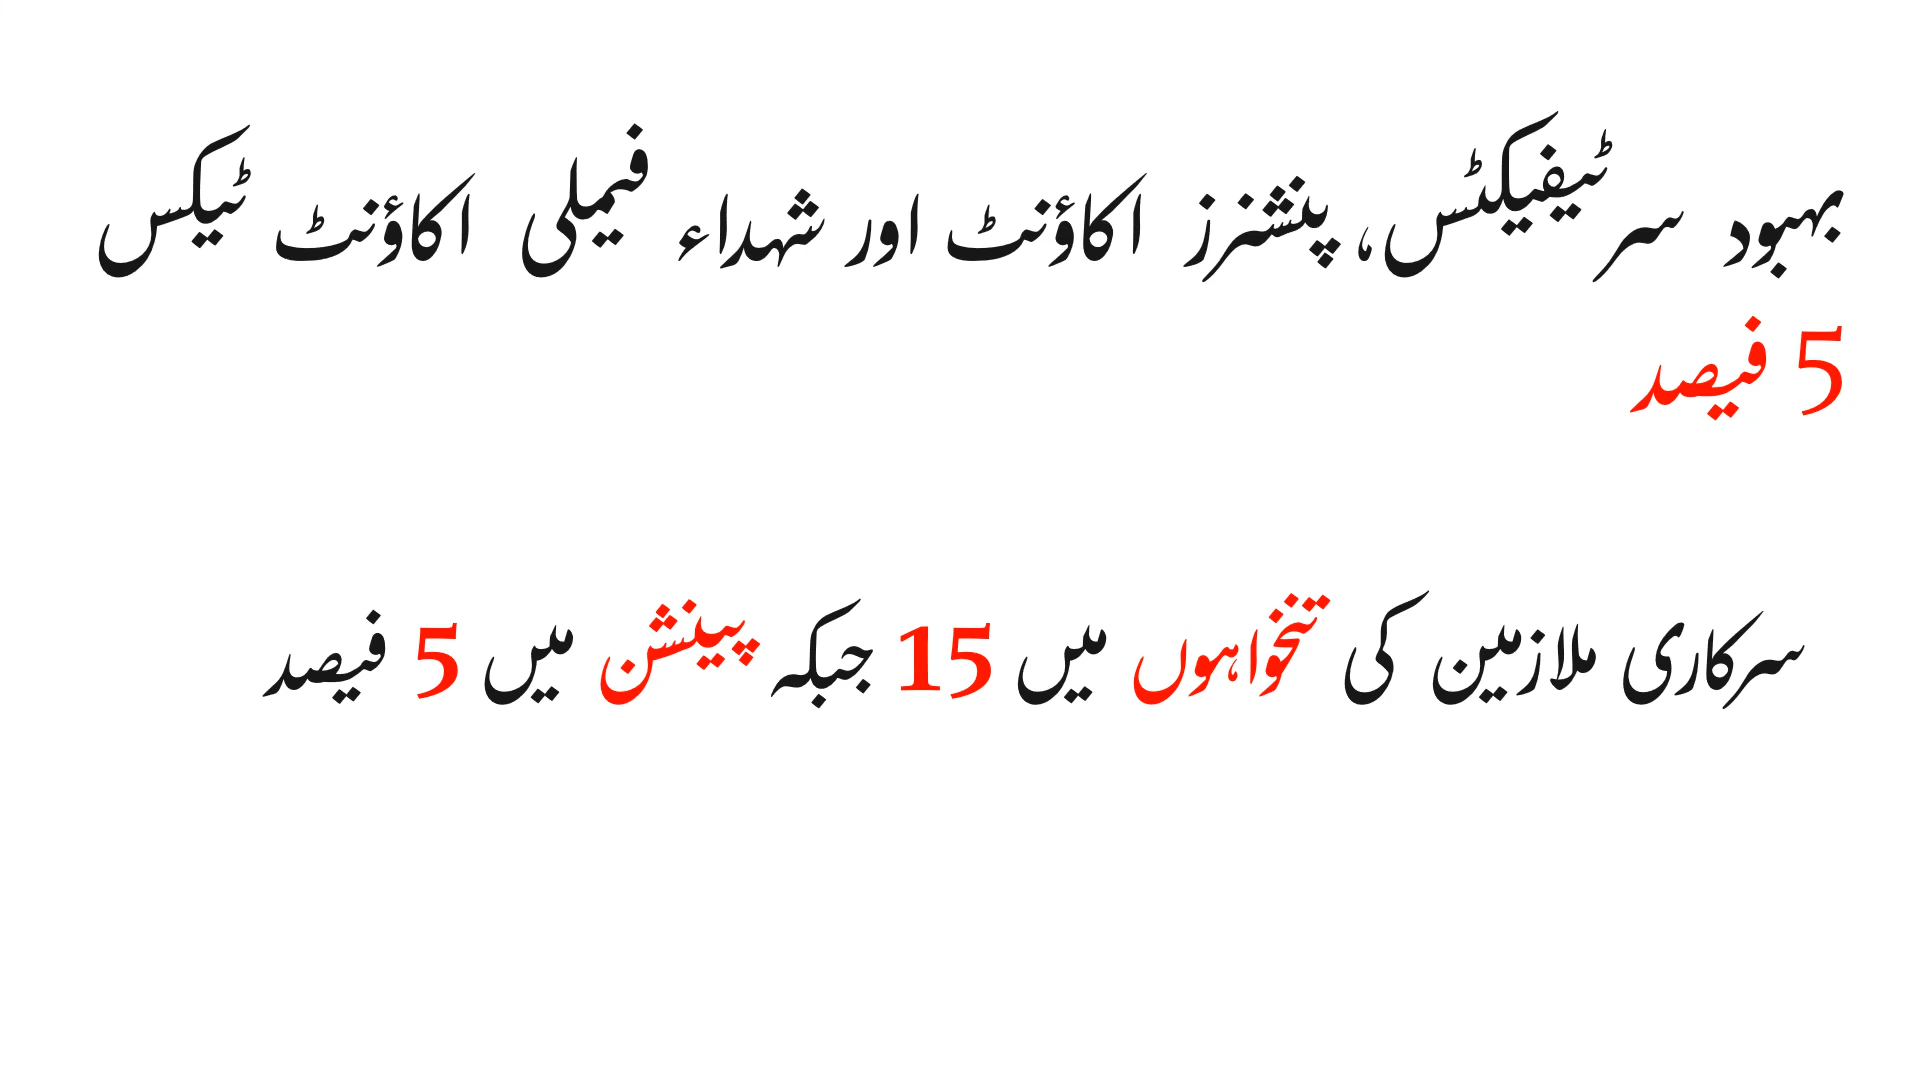 بہبود سرٹیفیکٹس، پنشنرز اکاؤنٹ اور شہداء فیملی اکاؤنٹ ٹیکس
5 فیصد
سرکاری ملازمین کی تنخواہوں میں 15 جبکہ پینشن میں 5 فیصد